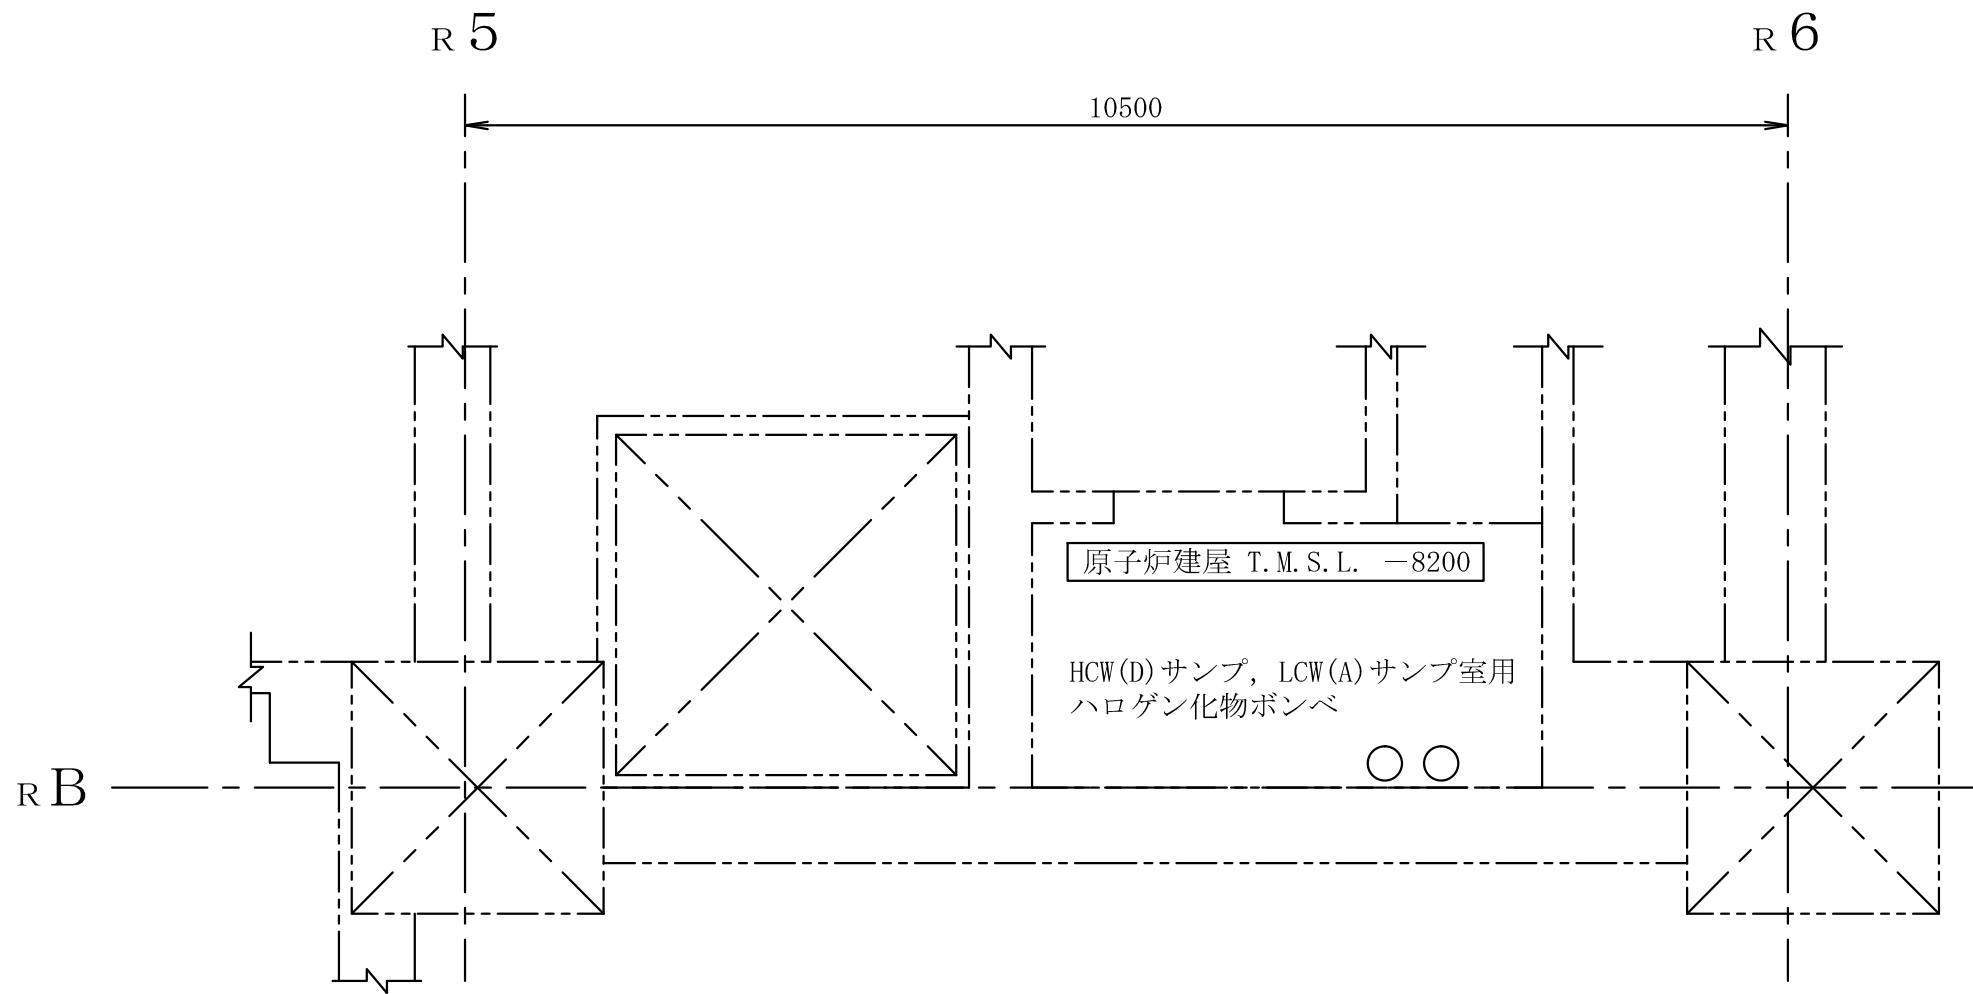 R 5
R 6
10500
原子炉建屋 T.M.S.L. －8200
HCW(D)サンプ, LCW(A)サンプ室用
ハロゲン化物ボンベ
R B